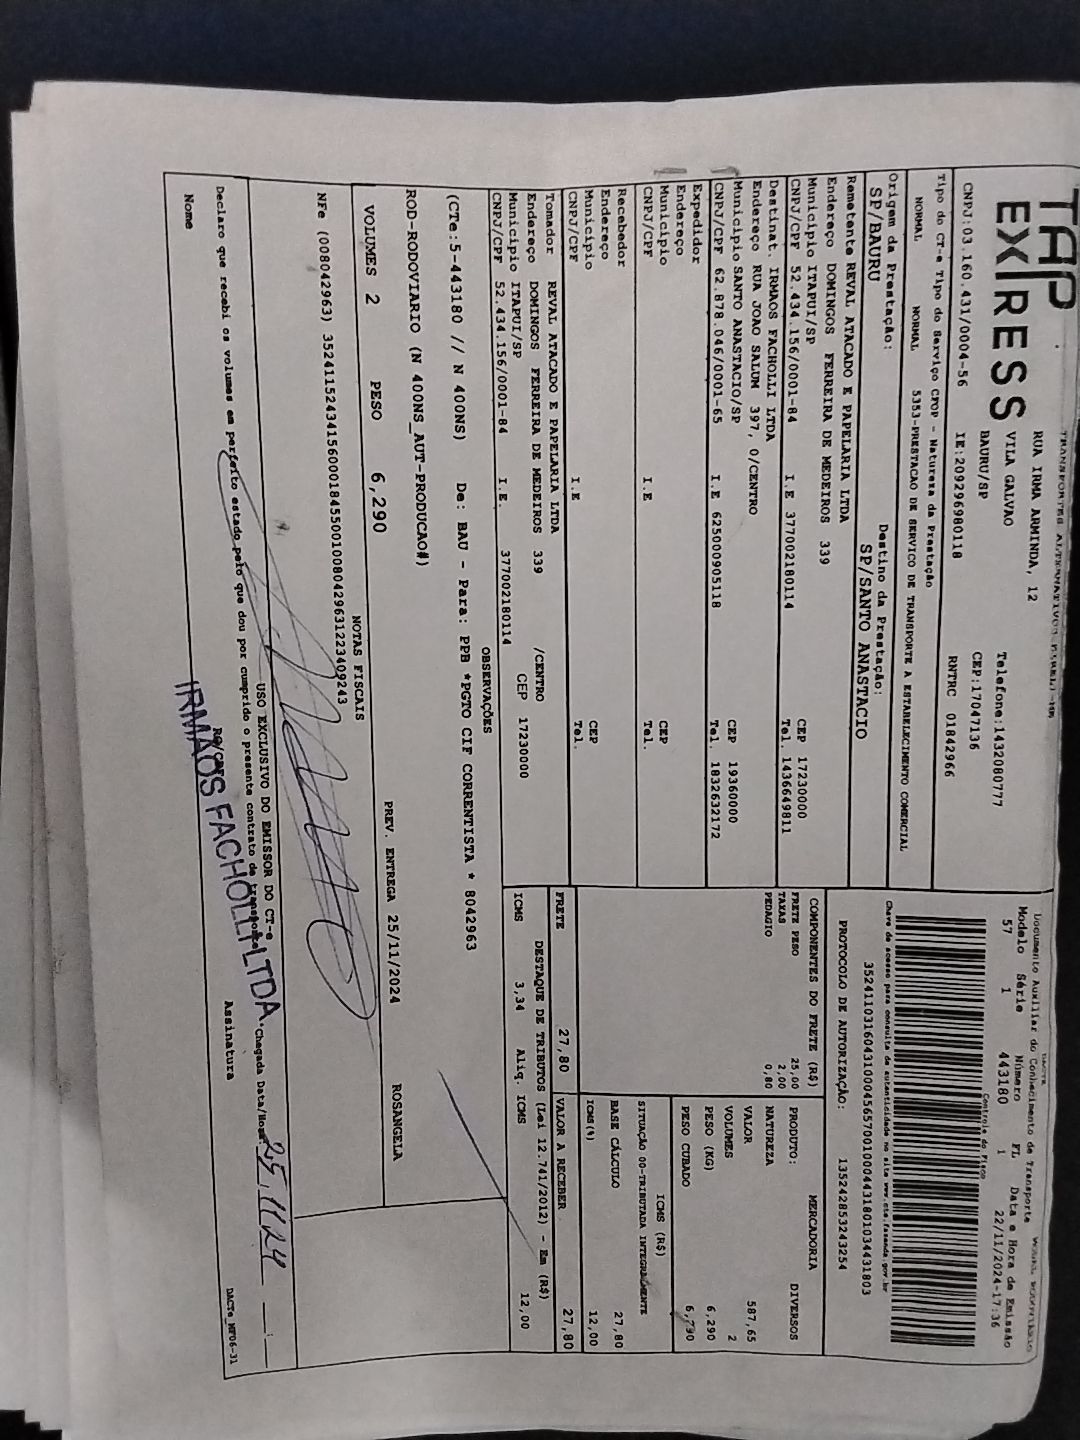 TAP
EXPRESS
RUA IRMA ARMINDA, 12
VILA GALVAO
BAURU/SP
Telefone:1432080777
CEP:17047136
CNPJ:03.160.431/0004-56 IE:209296980118 RNTRC 01842966
Tipo do CT-e Tipo do Serviço CFOP - Natureza da Prestação
NORMAL NORMAL 5353-PRESTACAO DE SERVICO DE TRANSPORTE A ESTABELECIMENTO COMERCIAL
Origem da Prestação: Destino da Prestação:
SP/BAURU SP/SANTO ANASTACIO
Documento Auxiliar do Conhecimento de Transporte
Modelo Série Número FL Data e Hora de Emissão
57 1 443180 1 22/11/2024-17:36
Controle do Fisco
Chave de acesso para consulta de autenticidade no site www.cte.fazenda.gov.br
35241103160431000456570010004431801034431803
PROTOCOLO DE AUTORIZAÇÃO: 135242853243254
Remetente REVAL ATACADO E PAPELARIA LTDA
Endereço DOMINGOS FERREIRA DE MEDEIROS 339
Município ITAPUI/SP CEP 17230000
CNPJ/CPF 52.434.156/0001-84 I.E 377002180114 Tel. 1436649811
Destinat. IRMAOS FACHOLLI LTDA
Endereço RUA JOAO SALUM 397, 0/CENTRO
Município SANTO ANASTACIO/SP CEP 19360000
CNPJ/CPF 62.878.046/0001-65 I.E 625000905118 Tel. 1832632172
Expedidor
Endereço
Município CEP
CNPJ/CPF I.E Tel.
Recebedor
Endereço
Município CEP
CNPJ/CPF I.E Tel.
Tomador REVAL ATACADO E PAPELARIA LTDA
Endereço DOMINGOS FERREIRA DE MEDEIROS 339 /CENTRO
Município ITAPUI/SP CEP 17230000
CNPJ/CPF 52.434.156/0001-84 I.E. 377002180114
COMPONENTES DO FRETE (R$)
FRETE PESO 25,00
TAXAS 2,00
PEDAGIO 0,80
PRODUTO: MERCADORIA
NATUREZA DIVERSOS
VALOR 587,65
VOLUMES 2
PESO (KG) 6,290
PESO CUBADO
ICMS (R$)
SITUAÇÃO 00-TRIBUTADA INTEGRALMENTE
BASE CÁLCULO 27,80
ICMS(%) 12,00
FRETE 27,80 VALOR A RECEBER 27,80
DESTAQUE DE TRIBUTOS (Lei 12.741/2012) - Em (R$)
ICMS 3,34 Aliq. ICMS 12,00
OBSERVAÇÕES
(CTe:5-443180 // N 400NS) De: BAU - Para: PPB *PGTO CIF CORRENTISTA * 8042963
ROD-RODOVIARIO (N 400NS_AUT-PRODUCAO#)
VOLUMES 2 PESO 6,290 PREV. ENTREGA 25/11/2024 ROSANGELA
NOTAS FISCAIS
NFe (008042963) 35241152434156000184550010080429631223409243
USO EXCLUSIVO DO EMISSOR DO CT-e
Declaro que recebi os volumes em perfeito estado pelo que dou por cumprido o presente contrato de transporte. Chegada Data/Hora: 25/11/24
Nome Assinatura
IRMÃOS FACHOLLI LTDA.
DACTe_MF06-31